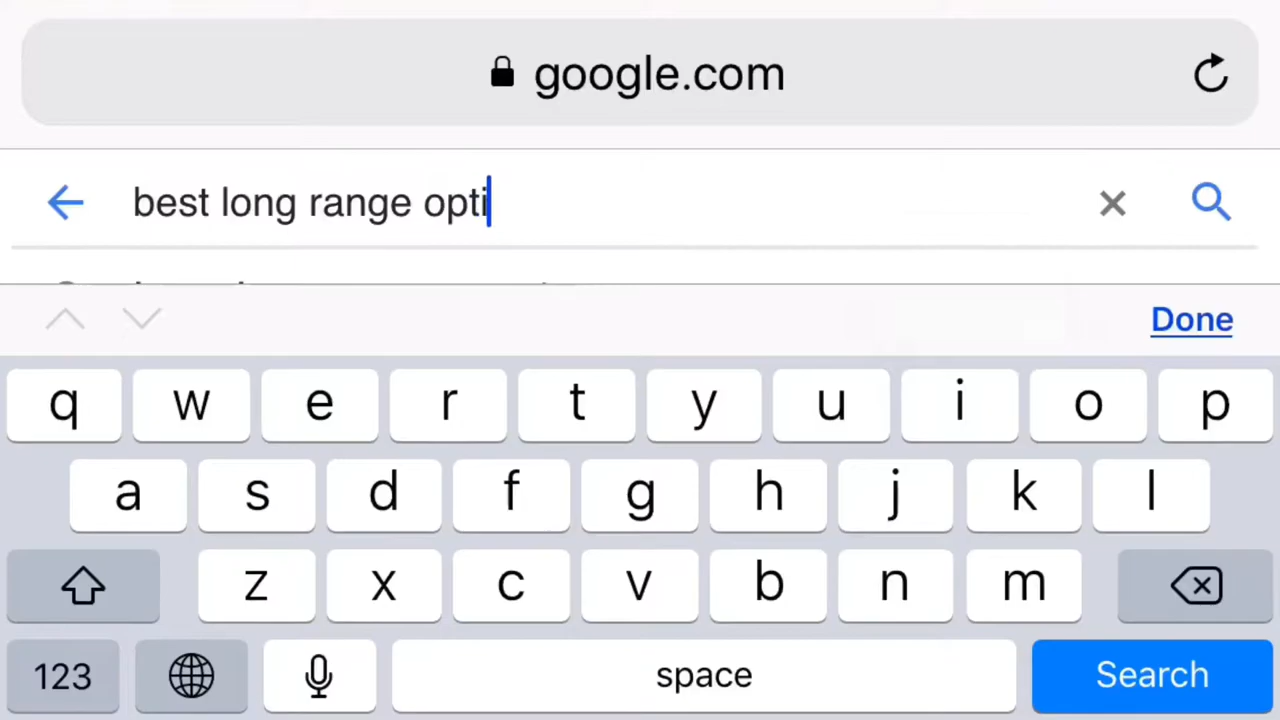 google.com
best long range opti
Done
q w e r t y u i o p
a s d f g h j k l
z x c v b n m
123 space Search